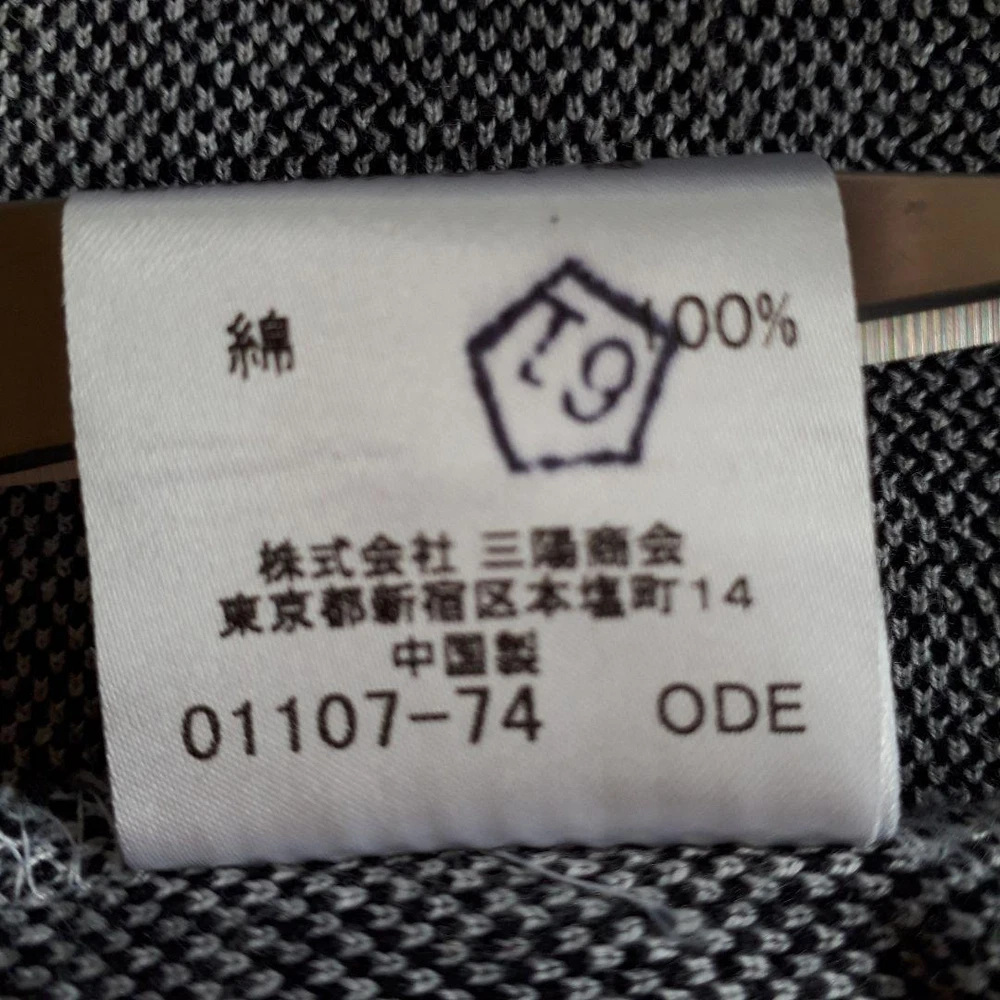 綿 100%
T9
株式会社 三陽商会
東京都新宿区本塩町14
中国製
01107-74 ODE